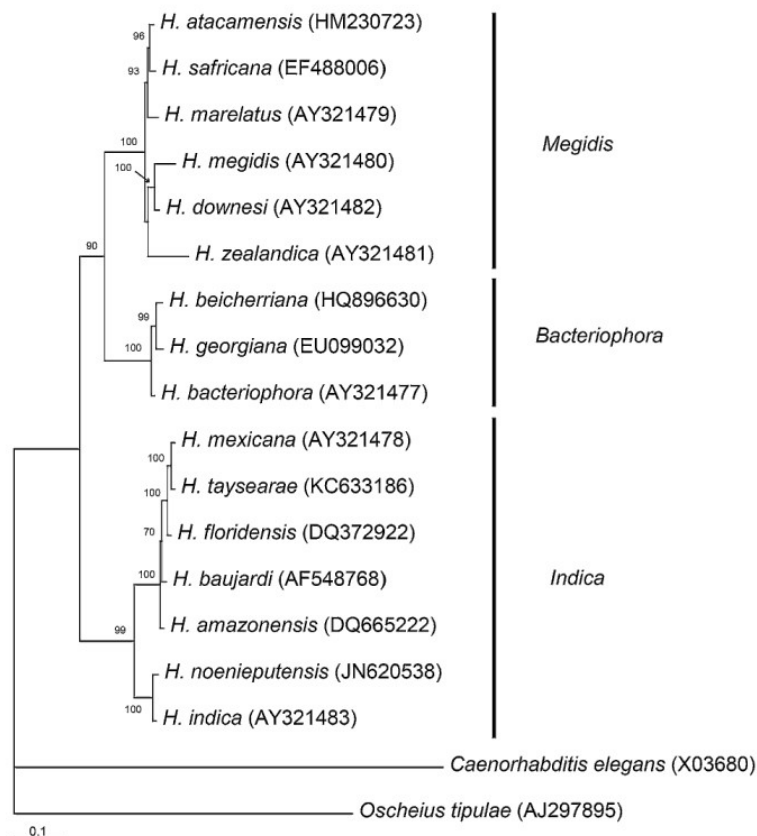 H. atacamensis (HM230723)
96
H. safricana (EF488006)
93
H. marelatus (AY321479)
Megidis
100
H. megidis (AY321480)
100
H. downesi (AY321482)
90
H. zealandica (AY321481)
H. beicherriana (HQ896630)
99
Bacteriophora
H. georgiana (EU099032)
100
H. bacteriophora (AY321477)
H. mexicana (AY321478)
100
H. taysearae (KC633186)
100
H. floridensis (DQ372922)
70
H. baujardi (AF548768)
Indica
100
H. amazonensis (DQ665222)
99
H. noenieputensis (JN620538)
H. indica (AY321483)
100
Caenorhabditis elegans (X03680)
Oscheius tipulae (AJ297895)
0.1